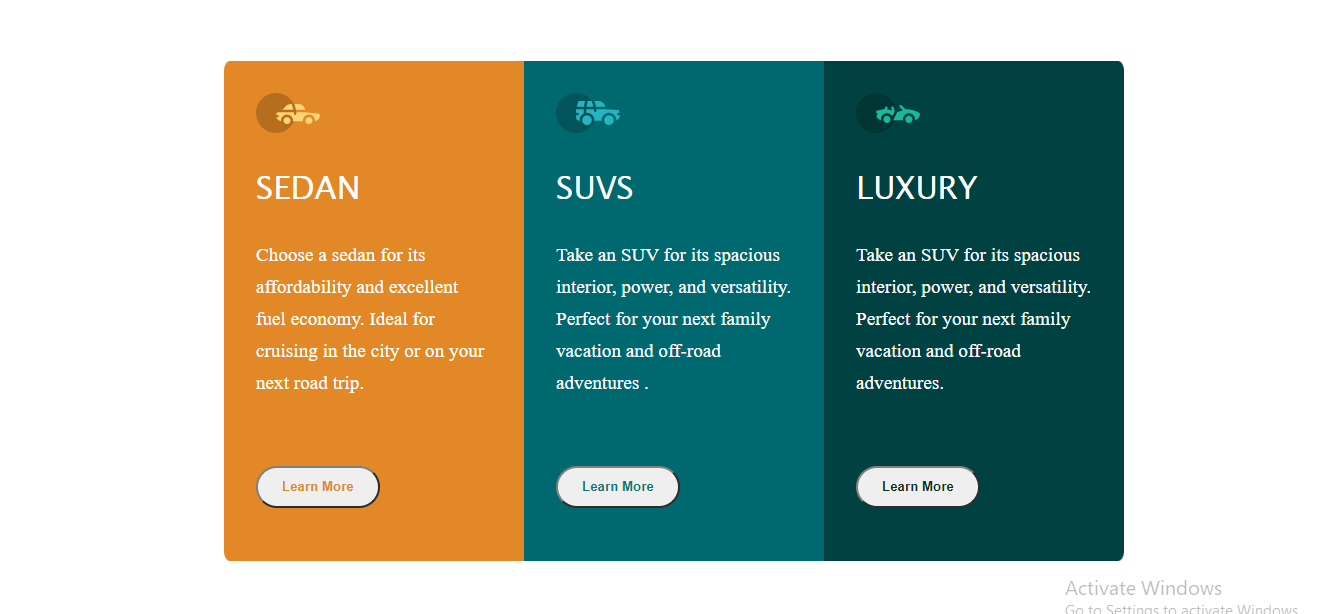 SEDAN
Choose a sedan for its
affordability and excellent
fuel economy. Ideal for
cruising in the city or on your
next road trip.
Learn More
SUVS
Take an SUV for its spacious
interior, power, and versatility.
Perfect for your next family
vacation and off-road
adventures .
Learn More
LUXURY
Take an SUV for its spacious
interior, power, and versatility.
Perfect for your next family
vacation and off-road
adventures.
Learn More
Activate Windows
Go to Settings to activate Windows.